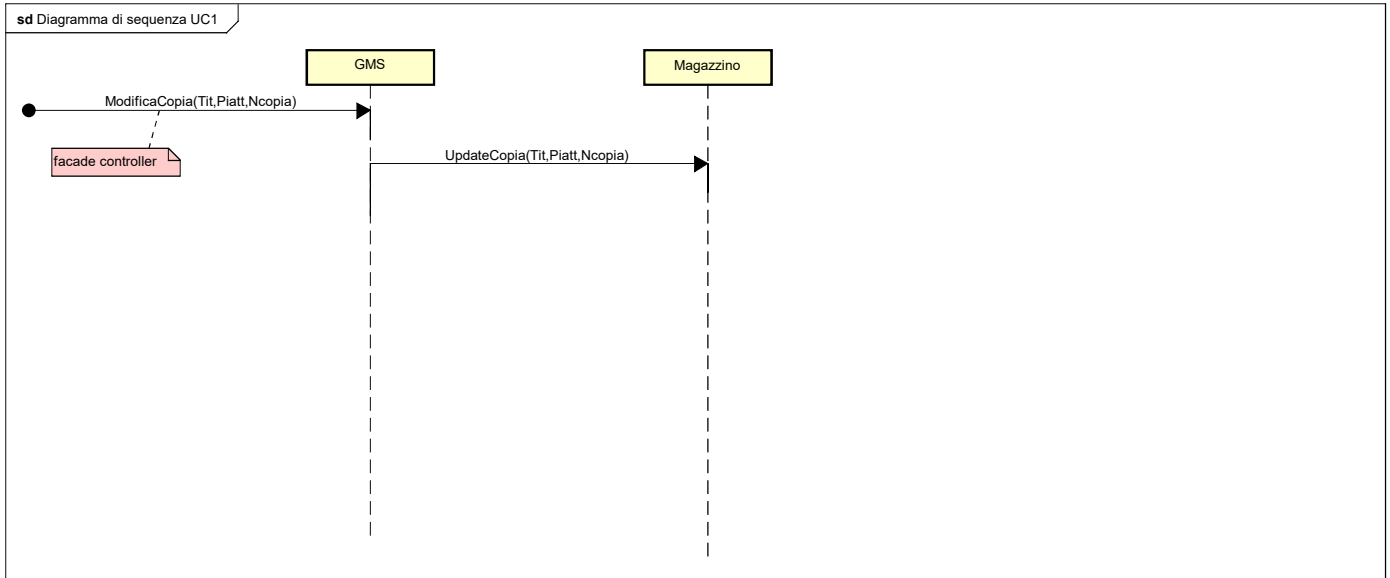 sd Diagramma di sequenza UC1
GMS
Magazzino
ModificaCopia(Tit,Piatt,Ncopia)
facade controller
UpdateCopia(Tit,Piatt,Ncopia)